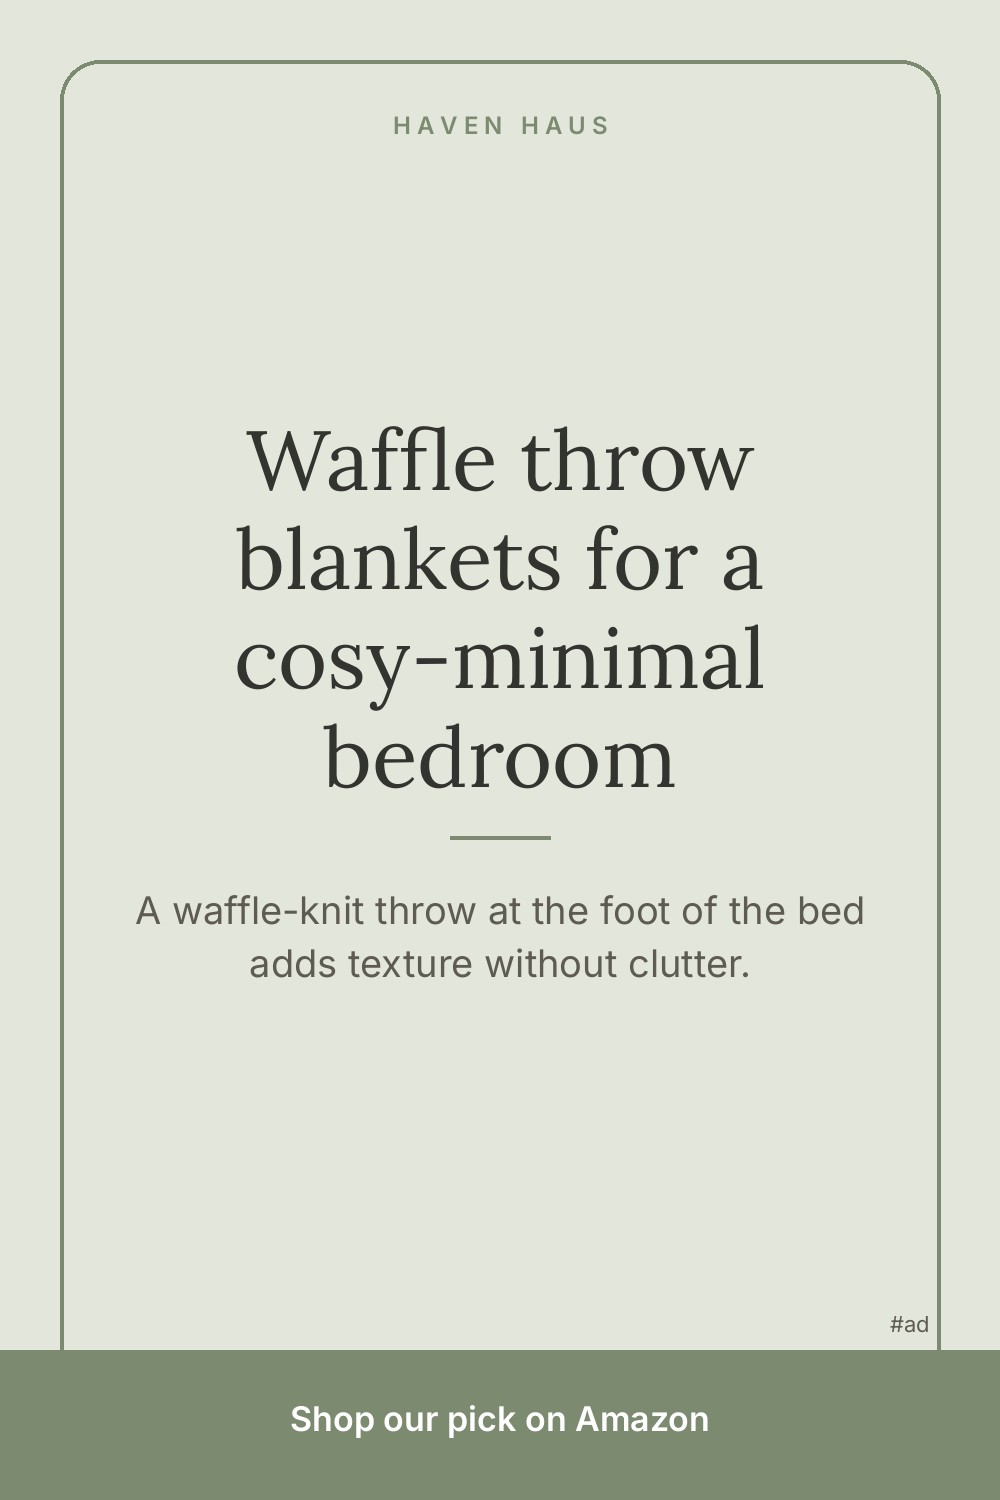 HAVEN HAUS
Waffle throw
blankets for a
cosy-minimal
bedroom
A waffle-knit throw at the foot of the bed
adds texture without clutter.
#ad
Shop our pick on Amazon